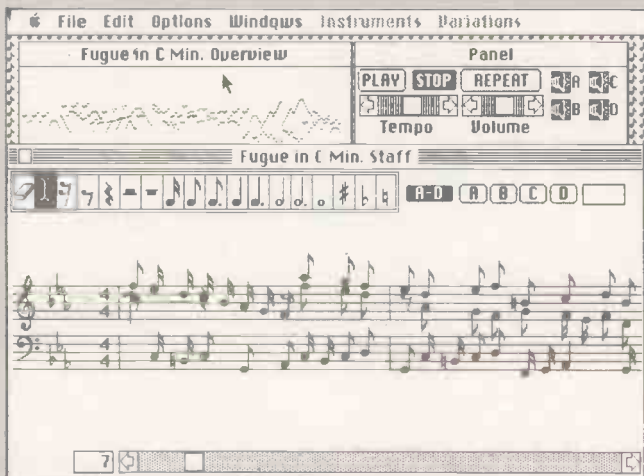 File Edit Options Windows Instruments Variations
Fugue in C Min. Overview
Panel
PLAY STOP REPEAT
A C
B D
Tempo Volume
Fugue in C Min. Staff
A-D A B C D
4 4
4 4
7